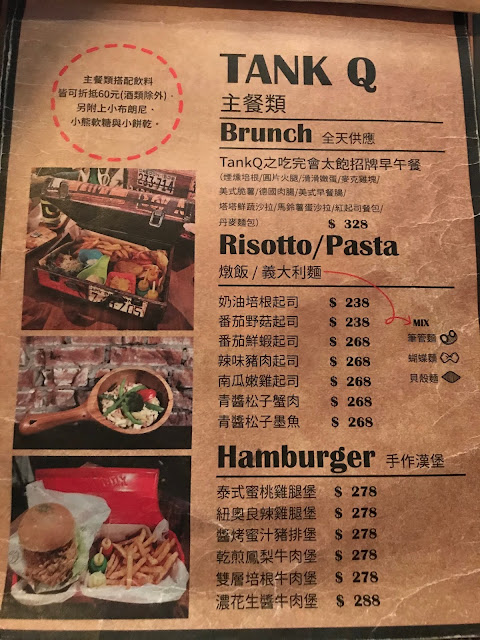 主餐類搭配飲料
皆可折抵60元(酒類除外)。
另附上小布朗尼、
小熊軟糖與小餅乾。
TANK Q
主餐類
Brunch 全天供應
TankQ之吃完會太飽招牌早午餐
(煙燻培根/圓片火腿/滑滑嫩蛋/麥克雞塊/
美式脆薯/德國肉腸/美式早餐腸/
塔塔鮮蔬沙拉/馬鈴薯蛋沙拉/紅起司餐包/
丹麥麵包) $ 328
Risotto/Pasta
燉飯 / 義大利麵
MIX
筆管麵
蝴蝶麵
貝殼麵
奶油培根起司 $ 238
番茄野菇起司 $ 238
番茄鮮蝦起司 $ 268
辣味豬肉起司 $ 268
南瓜嫩雞起司 $ 268
青醬松子蟹肉 $ 268
青醬松子墨魚 $ 268
Hamburger 手作漢堡
泰式蜜桃雞腿堡 $ 278
紐奧良辣雞腿堡 $ 278
醬烤蜜汁豬排堡 $ 278
乾煎鳳梨牛肉堡 $ 278
雙層培根牛肉堡 $ 278
濃花生醬牛肉堡 $ 288